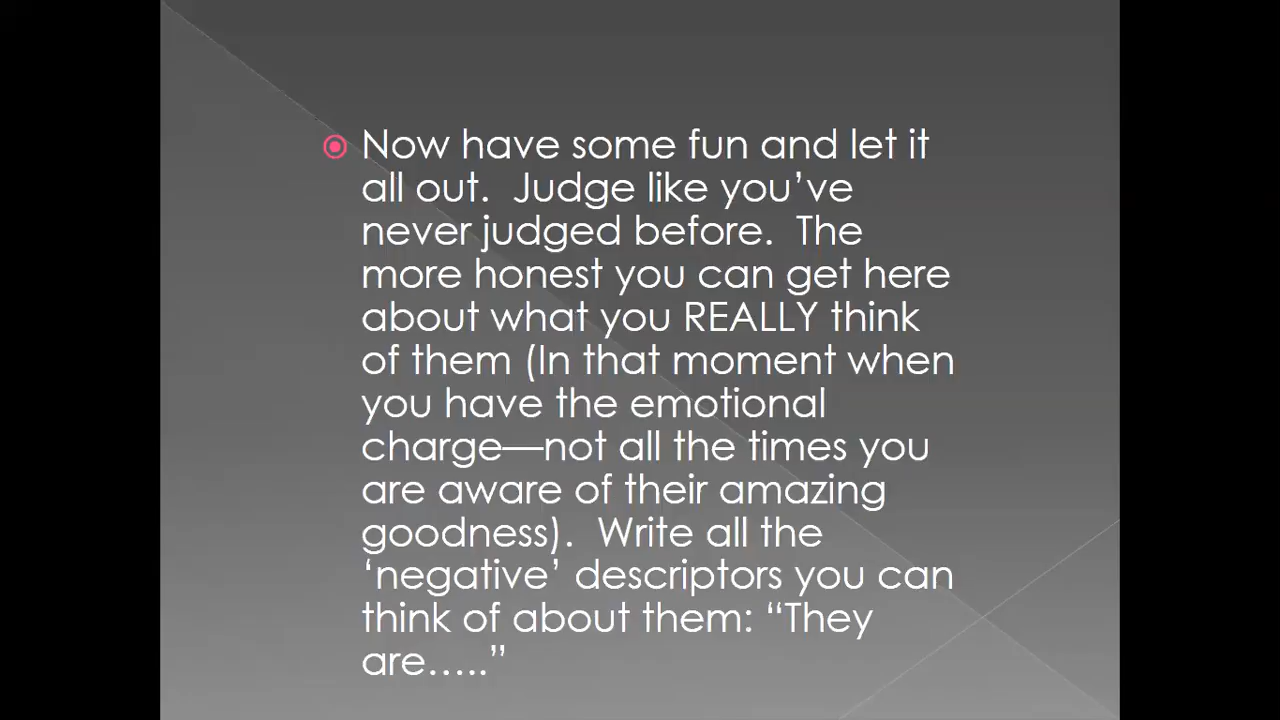 Now have some fun and let it
all out.  Judge like you’ve
never judged before.  The
more honest you can get here
about what you REALLY think
of them (In that moment when
you have the emotional
charge—not all the times you
are aware of their amazing
goodness).  Write all the
‘negative’ descriptors you can
think of about them: “They
are…..”